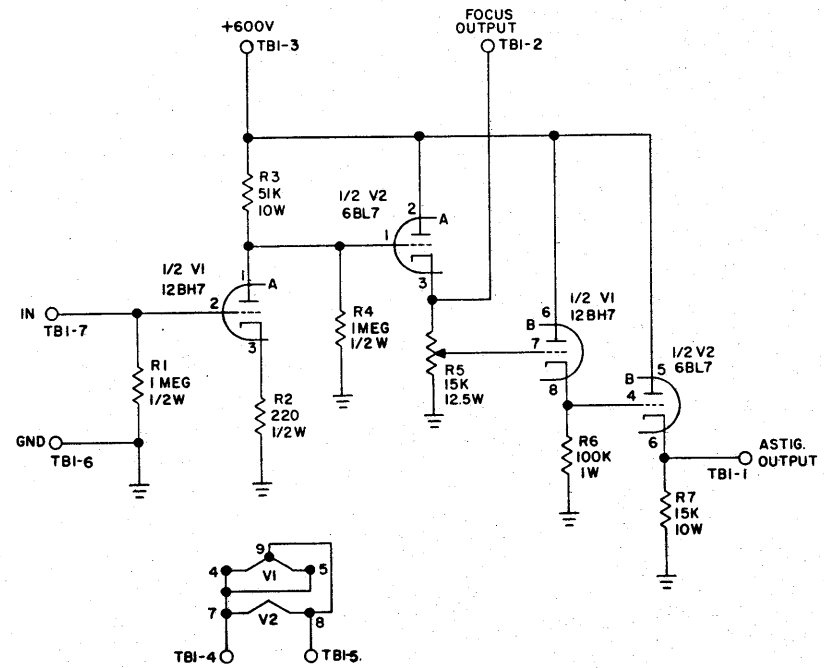 +600V
TB1-3
FOCUS
OUTPUT
TB1-2
R3
51K
10W
1/2 V2
6BL7
2
A
1
3
1/2 V1
12BH7
1
A
2
3
IN
TB1-7
R1
1 MEG
1/2W
GND
TB1-6
R2
220
1/2W
R4
1MEG
1/2W
R5
15K
12.5W
1/2 V1
12BH7
6
B
7
8
1/2V2
6BL7
5
B
4
6
R6
100K
1W
ASTIG.
OUTPUT
TB1-1
R7
15K
10W
9
4
5
V1
7
V2
8
TB1-4
TB1-5.